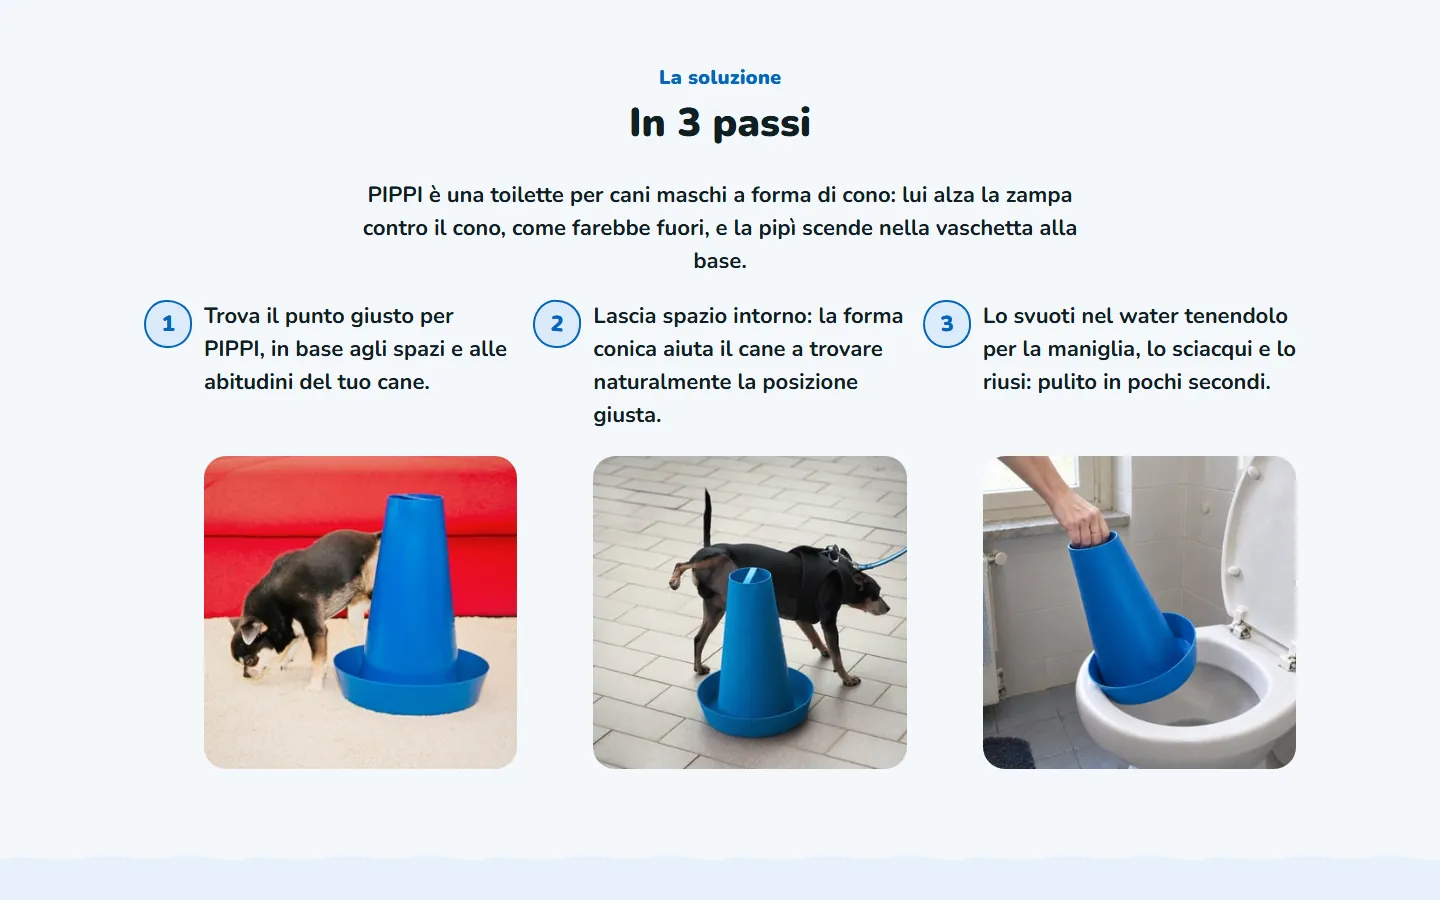 La soluzione
In 3 passi
PIPPI è una toilette per cani maschi a forma di cono: lui alza la zampa
contro il cono, come farebbe fuori, e la pipì scende nella vaschetta alla
base.
1
Trova il punto giusto per
PIPPI, in base agli spazi e alle
abitudini del tuo cane.
2
Lascia spazio intorno: la forma
conica aiuta il cane a trovare
naturalmente la posizione
giusta.
3
Lo svuoti nel water tenendolo
per la maniglia, lo sciacqui e lo
riusi: pulito in pochi secondi.